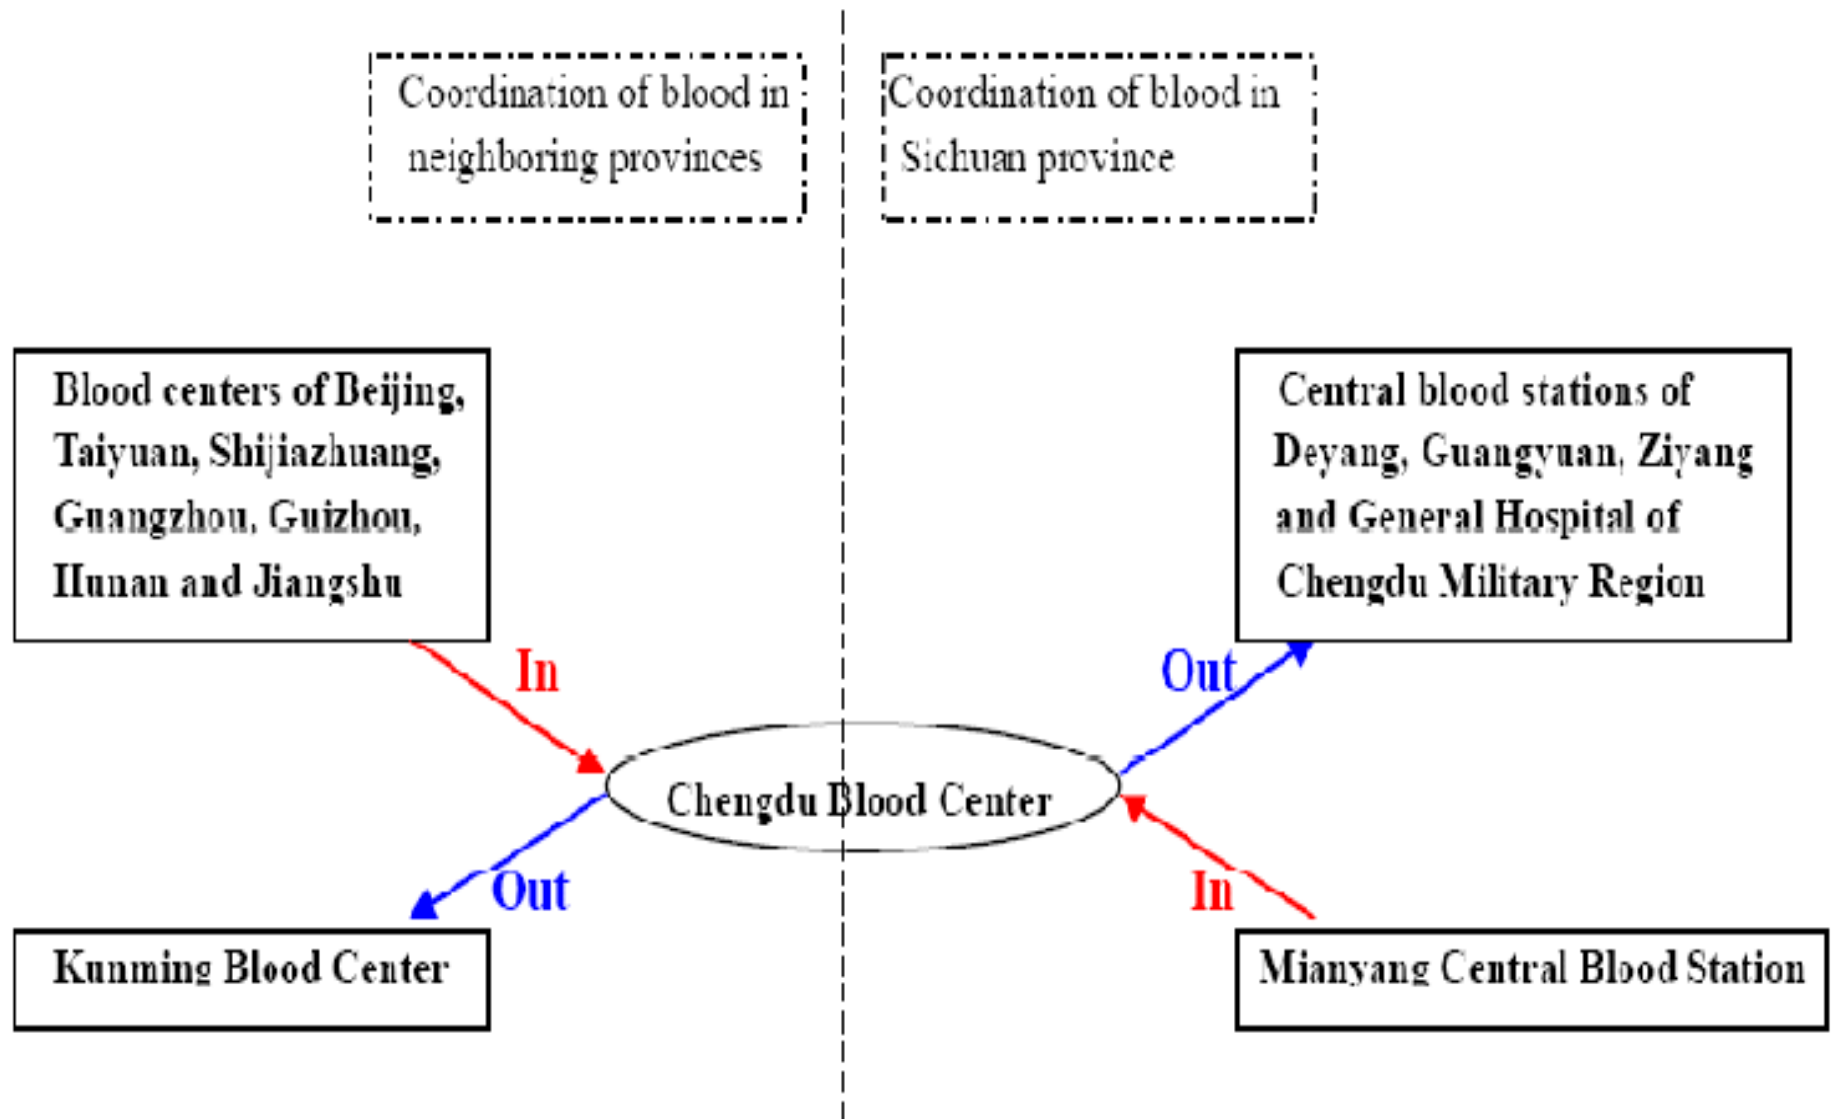 Coordination of blood in
neighboring provinces
Coordination of blood in
Sichuan province
Blood centers of Beijing,
Taiyuan, Shijiazhuang,
Guangzhou, Guizhou,
Hunan and Jiangshu
Central blood stations of
Deyang, Guangyuan, Ziyang
and General Hospital of
Chengdu Military Region
In
Out
Chengdu Blood Center
Out
In
Kunming Blood Center
Mianyang Central Blood Station